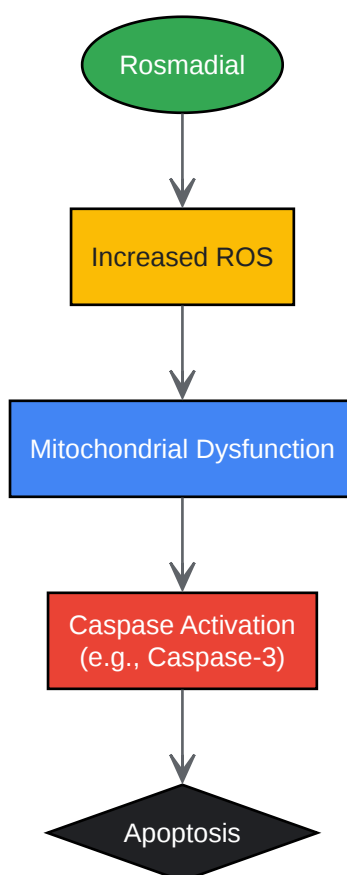 Rosmadial
Increased ROS
Mitochondrial Dysfunction
Caspase Activation
(e.g., Caspase-3)
Apoptosis